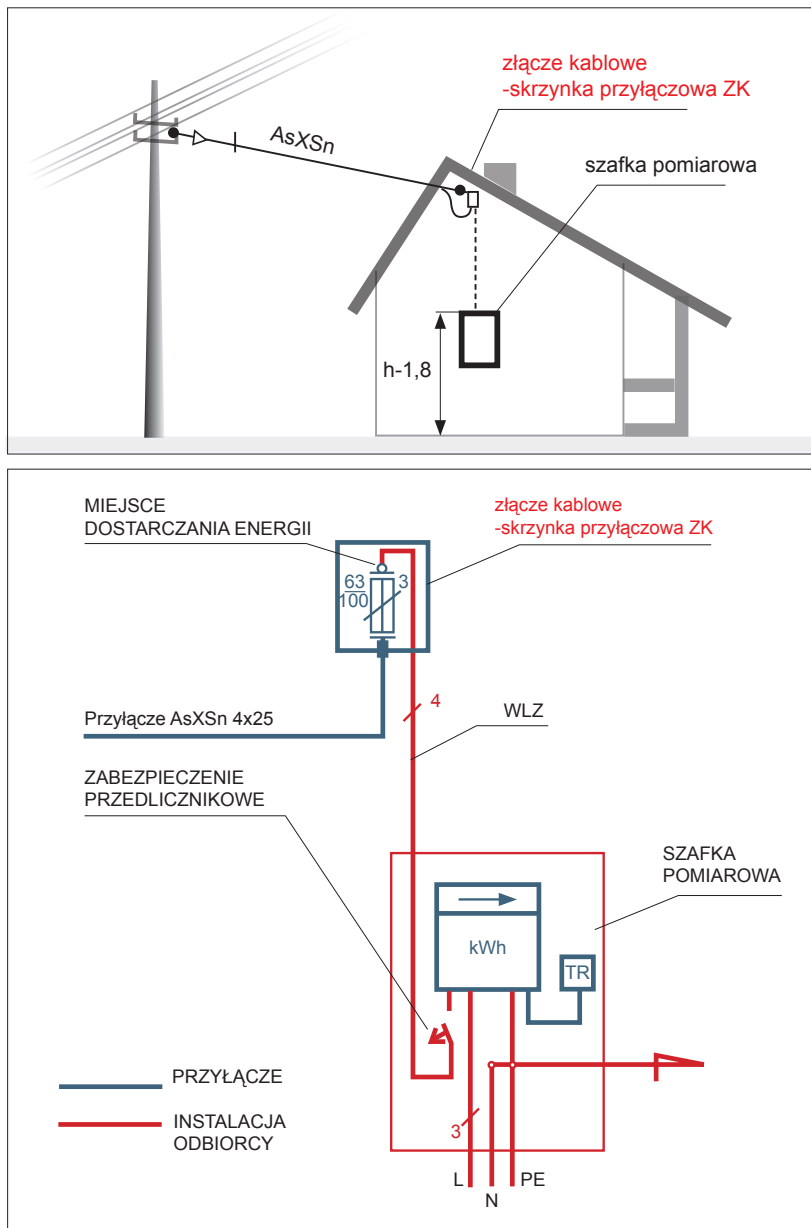 złącze kablowe
-skrzynka przyłączowa ZK
AsXSn
szafka pomiarowa
h-1,8
MIEJSCE
DOSTARCZANIA ENERGII
złącze kablowe
-skrzynka przyłączowa ZK
63
100
3
4
Przyłącze AsXSn 4x25
WLZ
ZABEZPIECZENIE
PRZEDLICZNIKOWE
SZAFKA
POMIAROWA
kWh
TR
PRZYŁĄCZE
INSTALACJA
ODBIORCY
3
L
N
PE